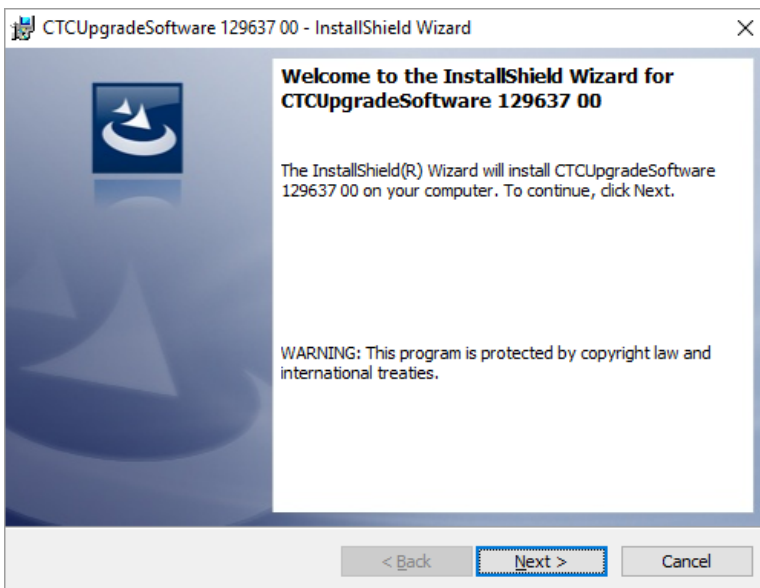 CTCUpgradeSoftware 129637 00 - InstallShield Wizard
Welcome to the InstallShield Wizard for
CTCUpgradeSoftware 129637 00
The InstallShield(R) Wizard will install CTCUpgradeSoftware
129637 00 on your computer. To continue, click Next.
WARNING: This program is protected by copyright law and
international treaties.
< Back Next > Cancel